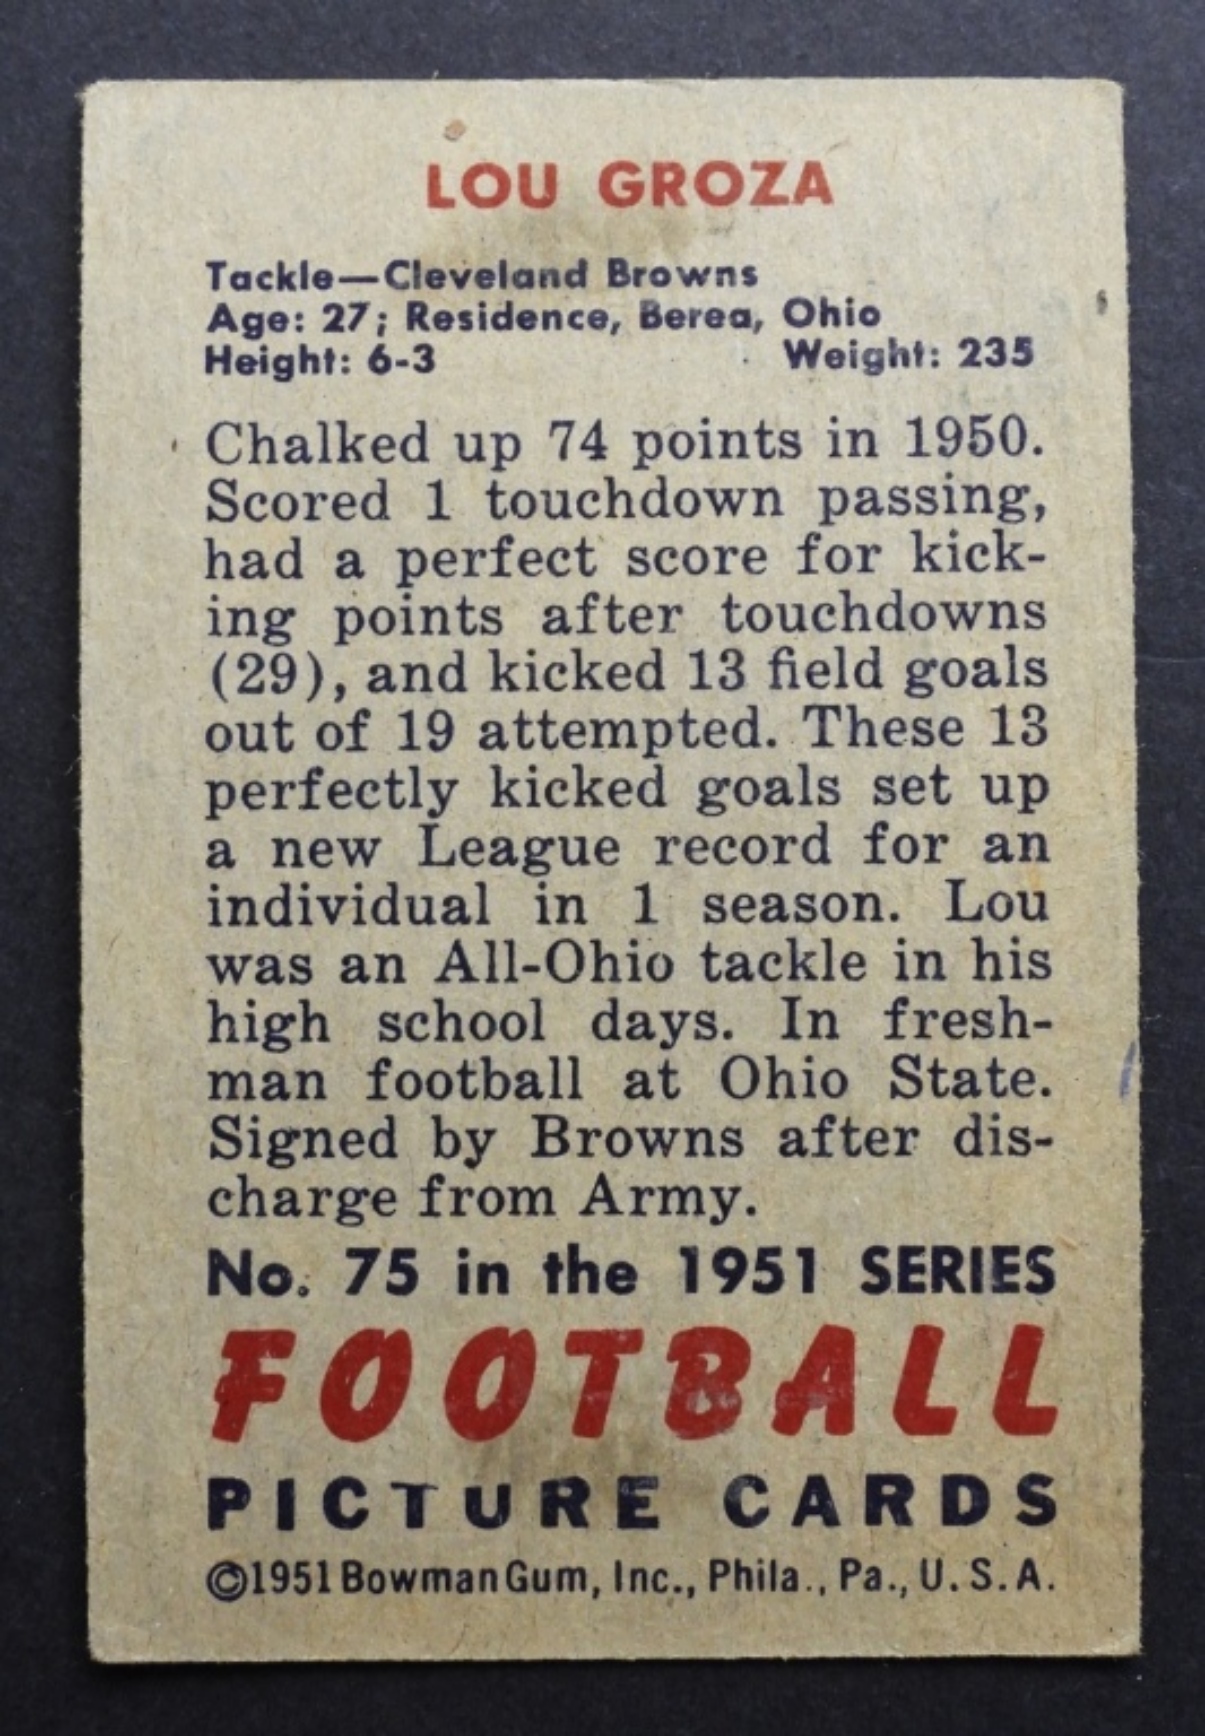 LOU GROZA
Tackle—Cleveland Browns
Age: 27; Residence, Berea, Ohio
Height: 6-3 Weight: 235
Chalked up 74 points in 1950.
Scored 1 touchdown passing,
had a perfect score for kick-
ing points after touchdowns
(29), and kicked 13 field goals
out of 19 attempted. These 13
perfectly kicked goals set up
a new League record for an
individual in 1 season. Lou
was an All-Ohio tackle in his
high school days. In fresh-
man football at Ohio State.
Signed by Browns after dis-
charge from Army.
No. 75 in the 1951 SERIES
FOOTBALL
PICTURE CARDS
©1951 Bowman Gum, Inc., Phila., Pa., U. S. A.